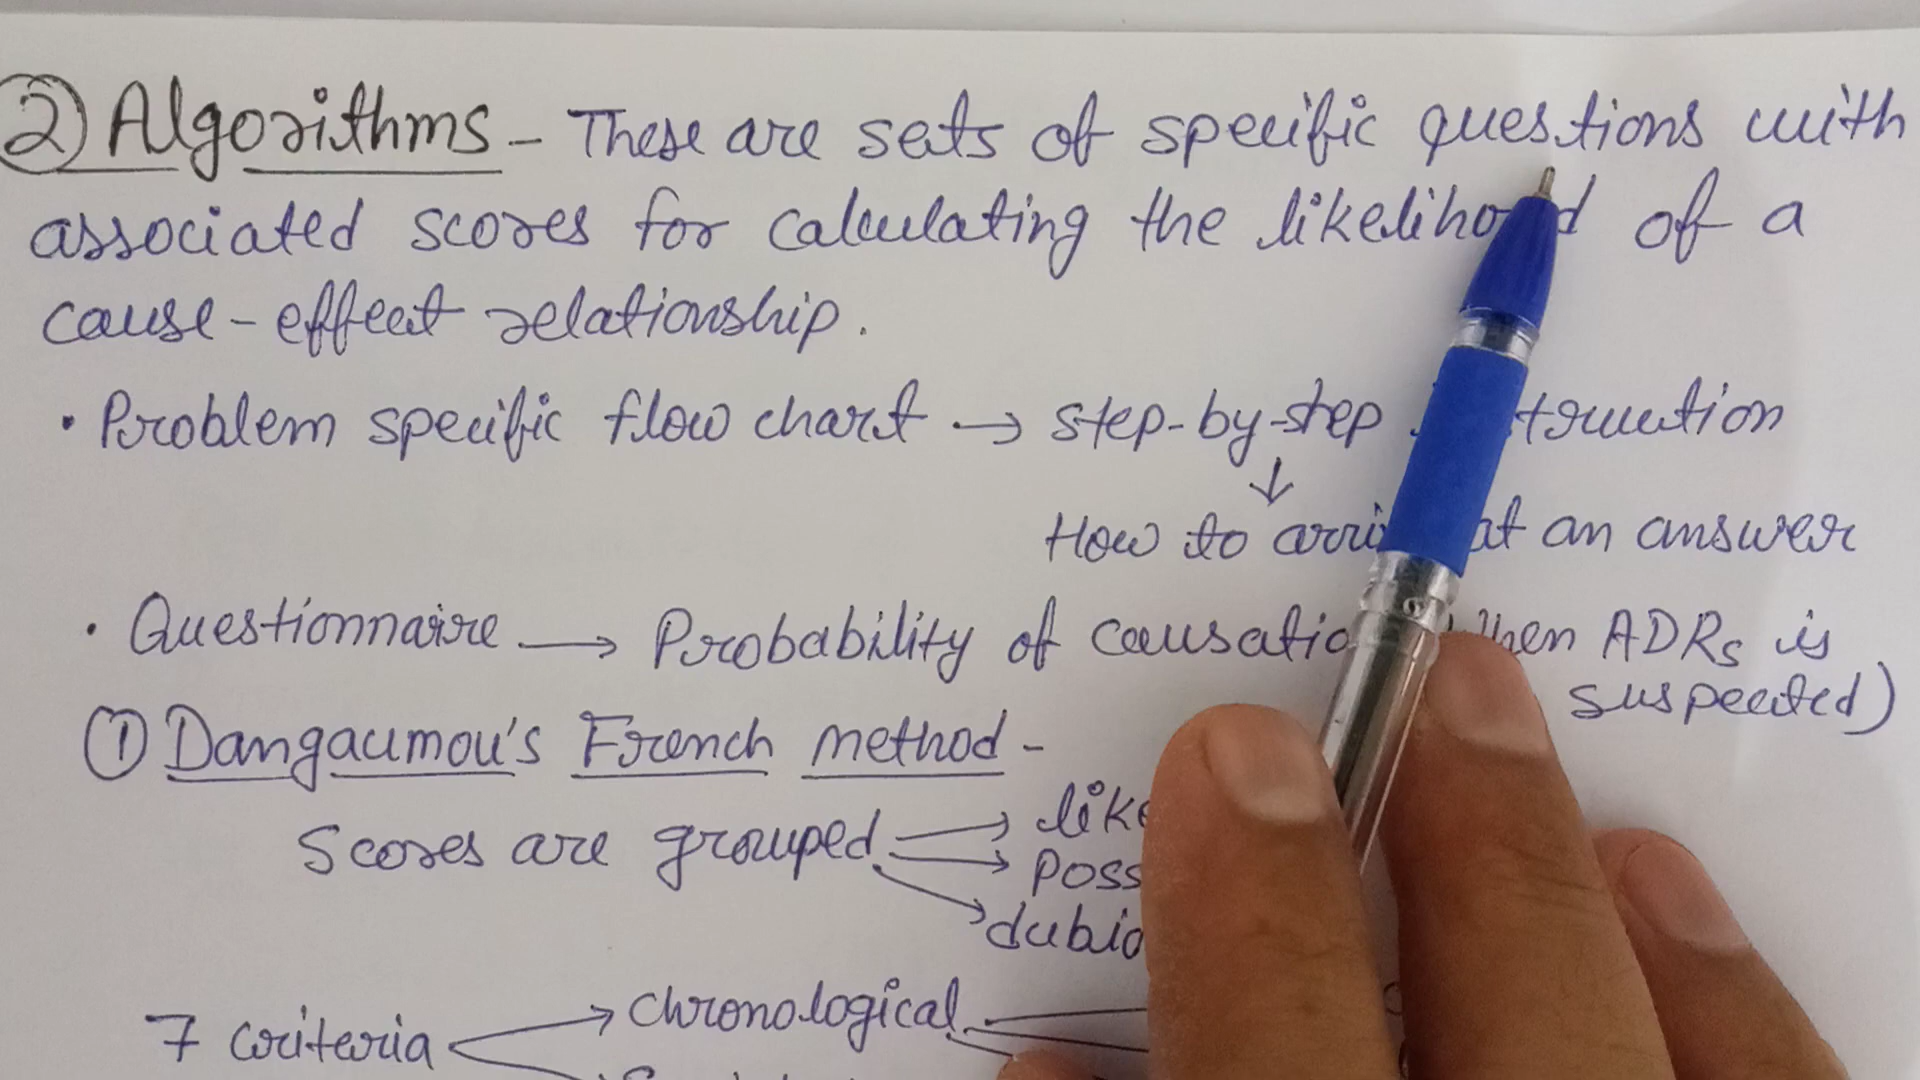 ② Algorithms - These are sets of specific questions with
associated scores for calculating the likelihood of a
cause-effect relationship.
• Problem specific flow chart → step-by-step
↓
How to at an answer
• Questionnaire → Probability of ADRs is
suspected)
① Dangaumou's French method -
Scores are grouped →
7 criteria → Chronological